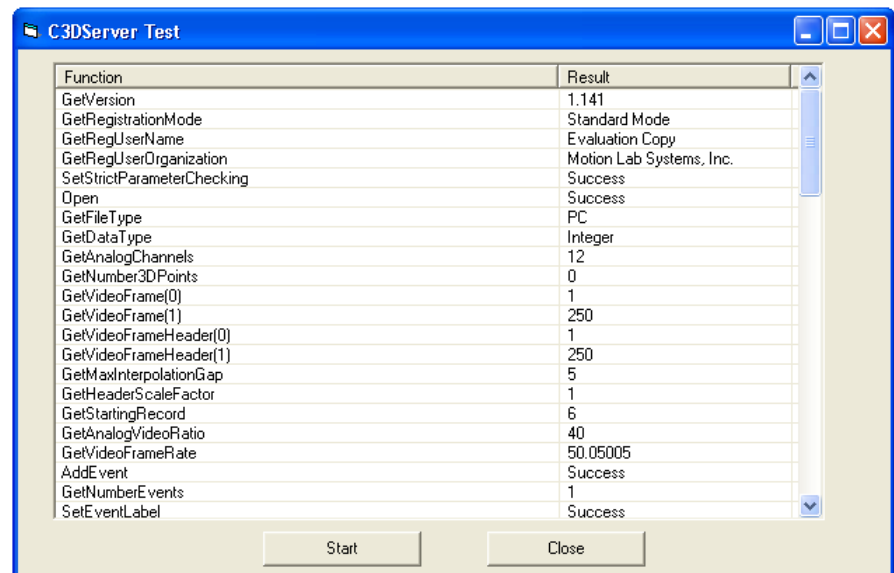 C3DServer Test
Function Result
GetVersion 1.141
GetRegistrationMode Standard Mode
GetRegUserName Evaluation Copy
GetRegUserOrganization Motion Lab Systems, Inc.
SetStrictParameterChecking Success
Open Success
GetFileType PC
GetDataType Integer
GetAnalogChannels 12
GetNumber3DPoints 0
GetVideoFrame(0) 1
GetVideoFrame(1) 250
GetVideoFrameHeader(0) 1
GetVideoFrameHeader(1) 250
GetMaxInterpolationGap 5
GetHeaderScaleFactor 1
GetStartingRecord 6
GetAnalogVideoRatio 40
GetVideoFrameRate 50.05005
AddEvent Success
GetNumberEvents 1
SetEventLabel Success
Start Close